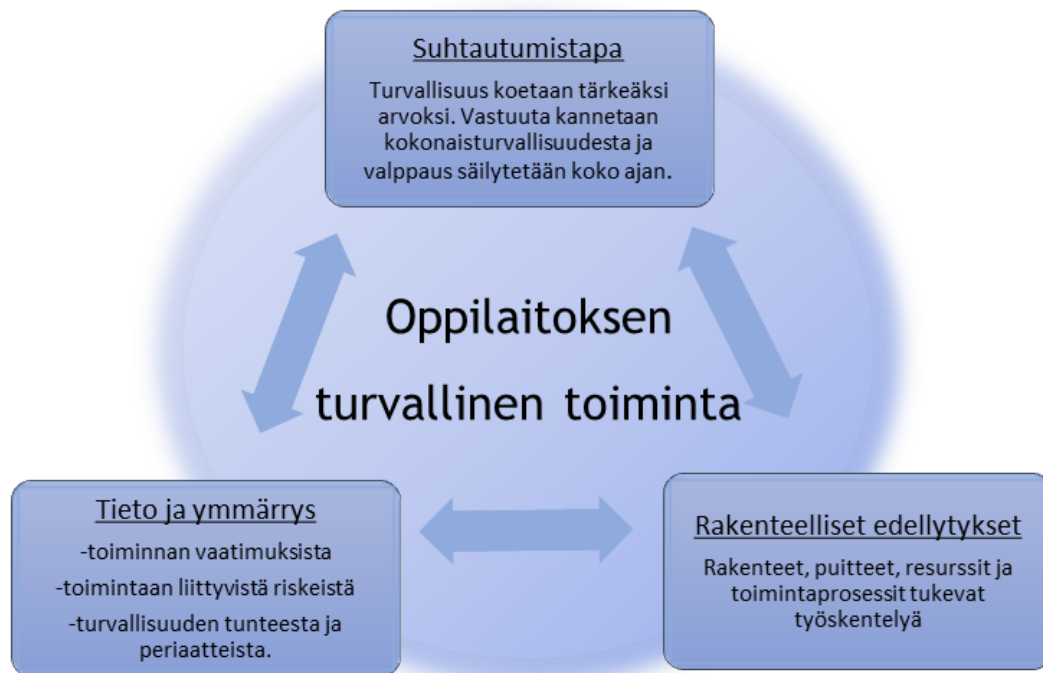 Suhtautumistapa
Turvallisuus koetaan tärkeäksi
arvoksi. Vastuuta kannetaan
kokonaisturvallisuudesta ja
valppaus säilytetään koko ajan.
Oppilaitoksen
turvallinen toiminta
Tieto ja ymmärrys
-toiminnan vaatimuksista
-toimintaan liittyvistä riskeistä
-turvallisuuden tunteesta ja
periaatteista.
Rakenteelliset edellytykset
Rakenteet, puitteet, resurssit ja
toimintaprosessit tukevat
työskentelyä